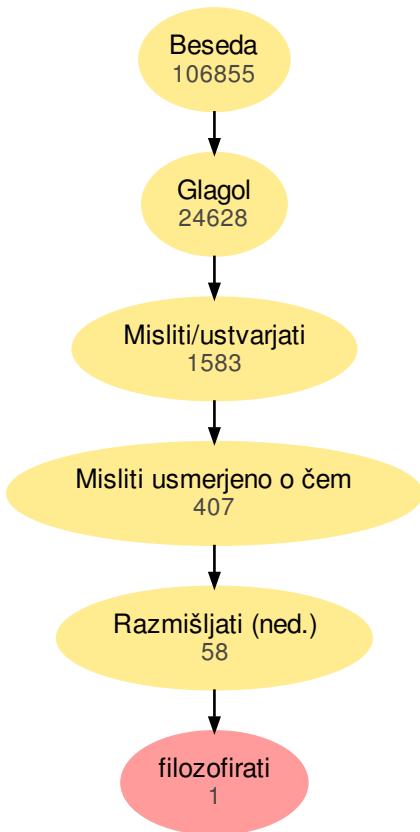 Beseda
106855
Glagol
24628
Misliti/ustvarjati
1583
Misliti usmerjeno o čem
407
Razmišljati (ned.)
58
filozofirati
1